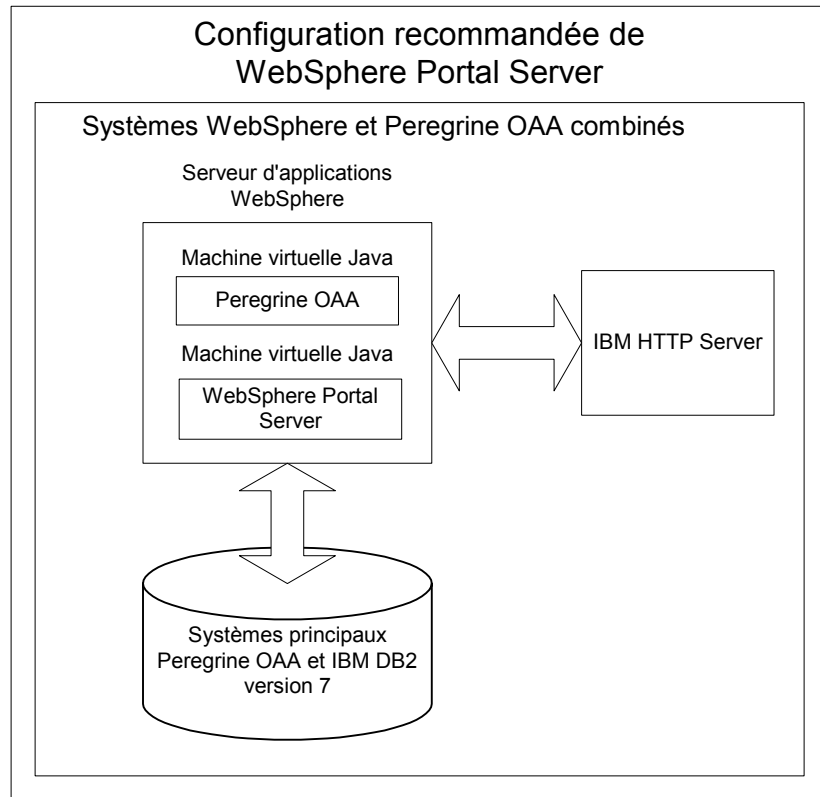 Configuration recommandée de
WebSphere Portal Server
Systèmes WebSphere et Peregrine OAA combinés
Serveur d'applications
WebSphere
Machine virtuelle Java
Peregrine OAA
Machine virtuelle Java
WebSphere Portal
Server
IBM HTTP Server
Systèmes principaux
Peregrine OAA et IBM DB2
version 7